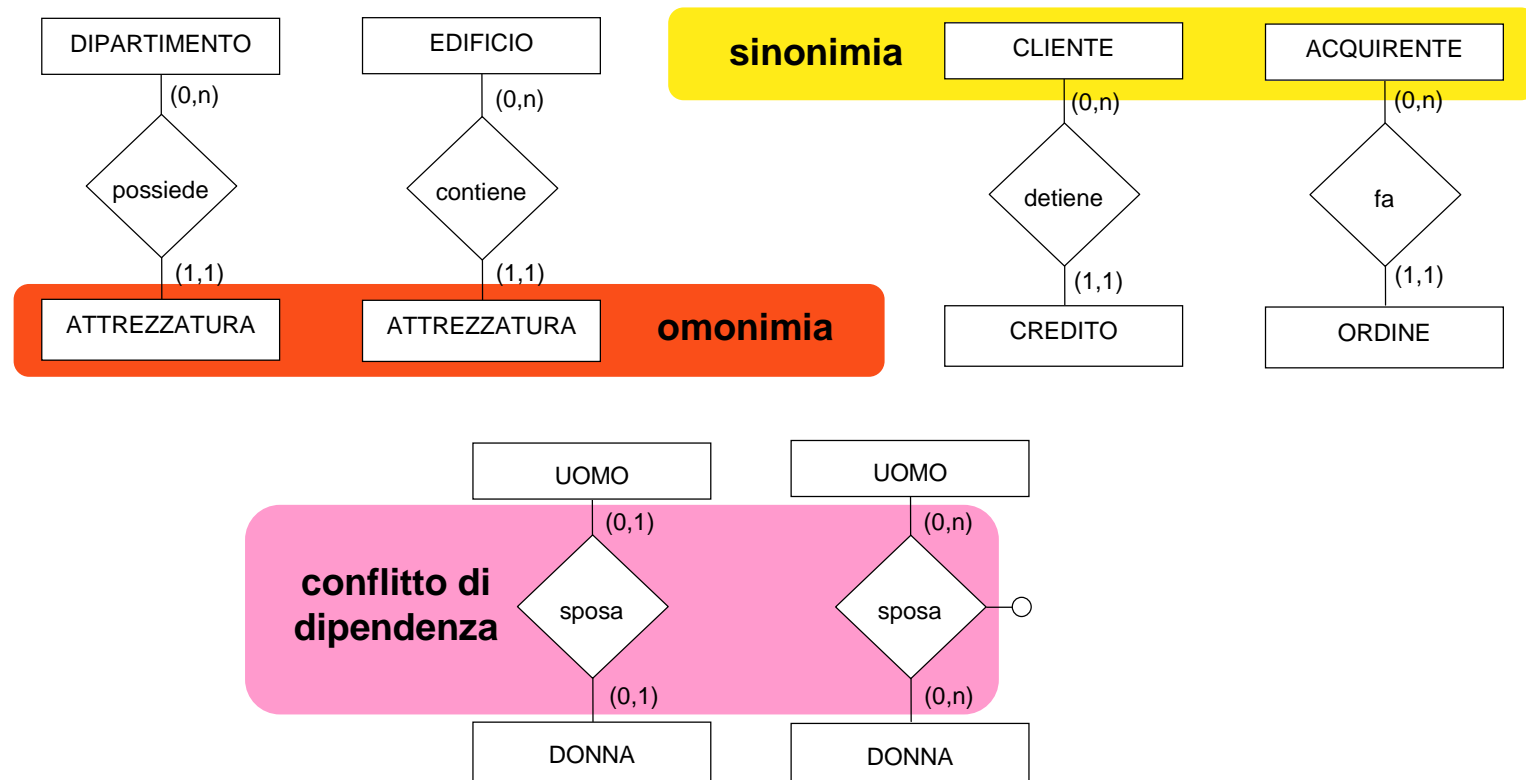 DIPARTIMENTO
EDIFICIO
sinonimia
CLIENTE
ACQUIRENTE
(0,n)
(0,n)
(0,n)
(0,n)
possiede
contiene
detiene
fa
(1,1)
(1,1)
(1,1)
(1,1)
ATTREZZATURA
ATTREZZATURA
omonimia
CREDITO
ORDINE
UOMO
UOMO
(0,1)
(0,n)
conflitto di
dipendenza
sposa
sposa
(0,1)
(0,n)
DONNA
DONNA